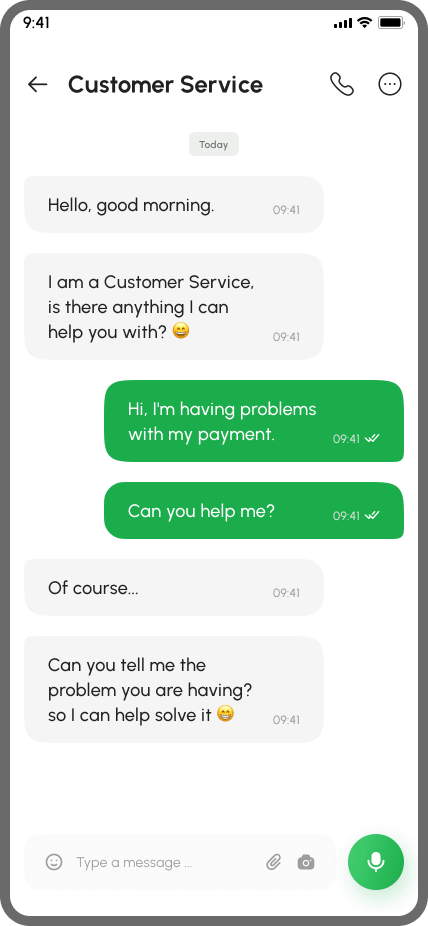 9:41
Customer Service
Today
Hello, good morning.
09:41
I am a Customer Service,
is there anything I can
help you with? 😄
09:41
Hi, I'm having problems
with my payment.
09:41
Can you help me?
09:41
Of course...
09:41
Can you tell me the
problem you are having?
so I can help solve it 😁
09:41
Type a message ...